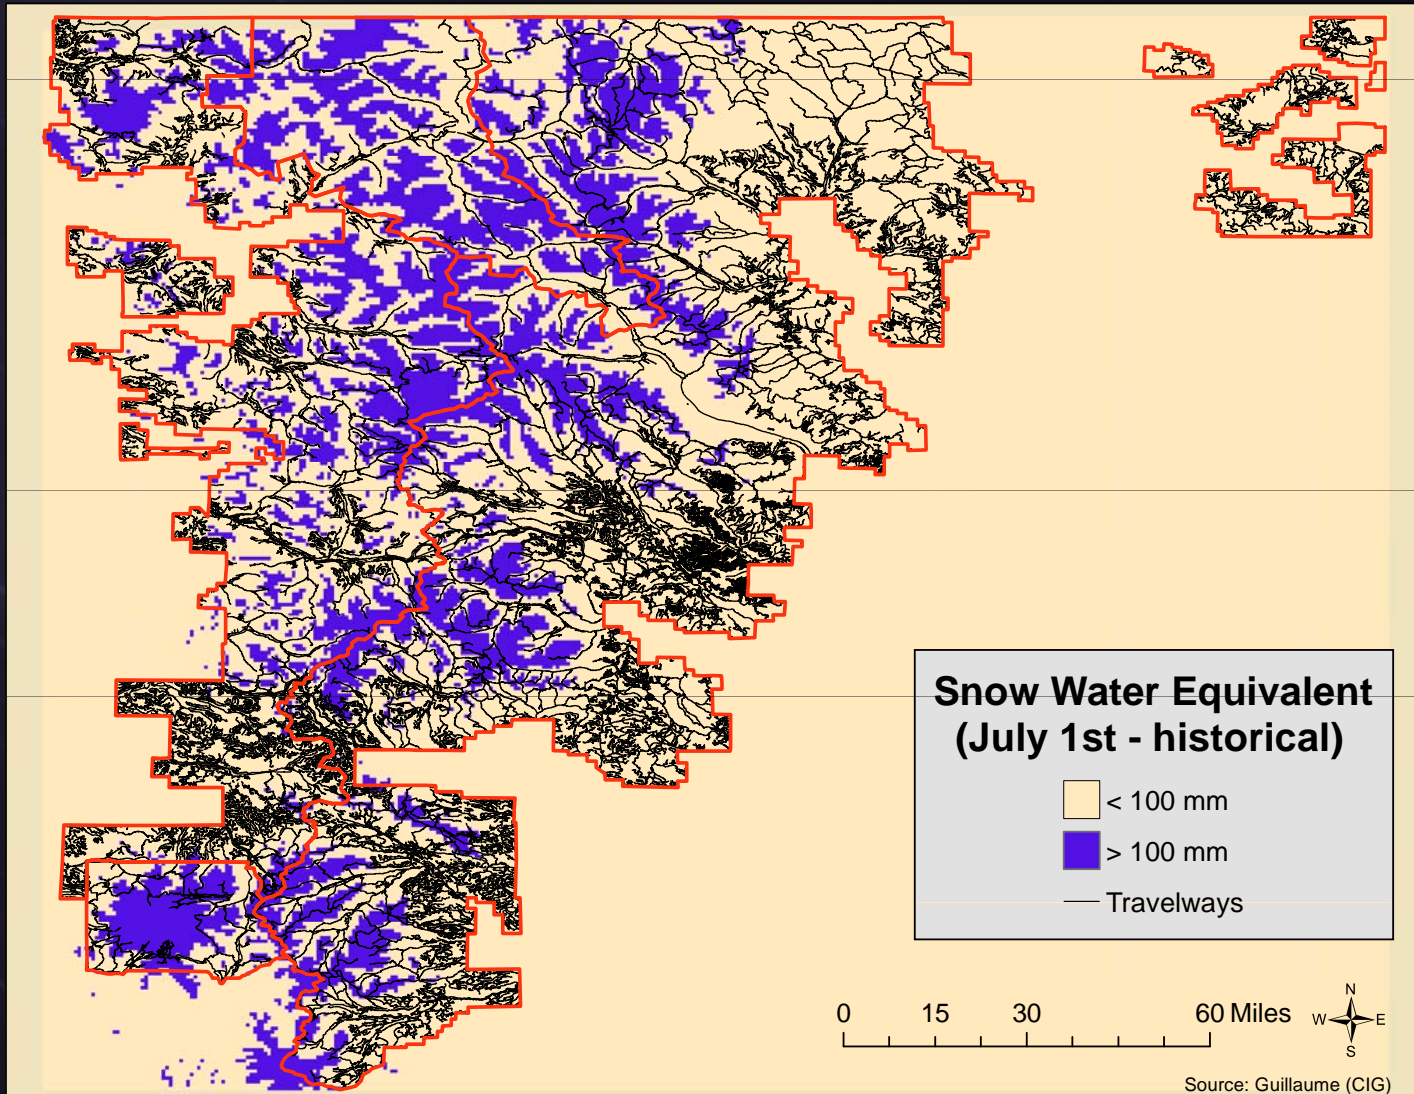 Snow Water Equivalent
(July 1st - historical)
< 100 mm
> 100 mm
Travelways
0 15 30 60 Miles
N
W E
S
Source: Guillaume (CIG)